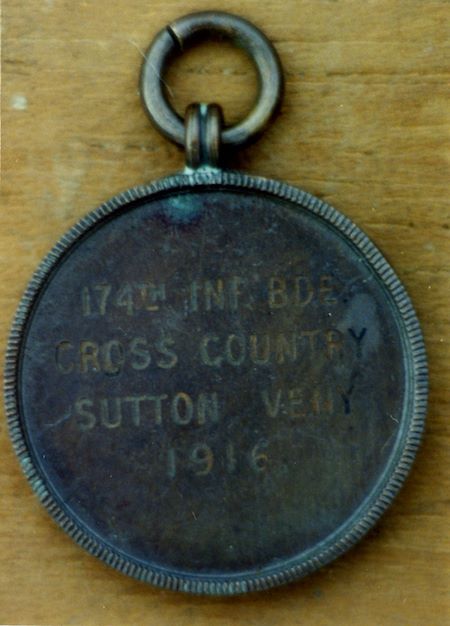 174TH INF. BDE.
CROSS COUNTRY
SUTTON VENY
1916